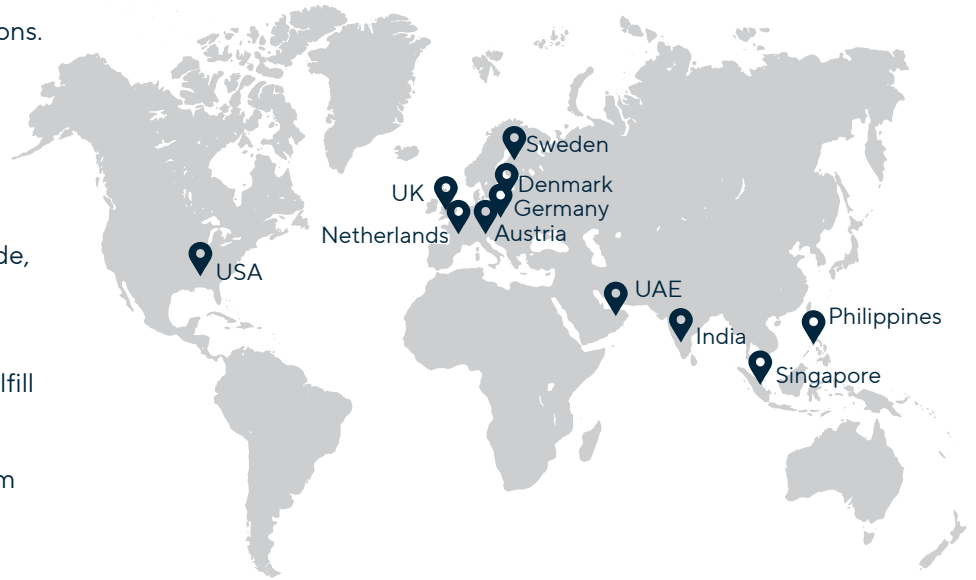 ons.
Sweden
UK
Denmark
Germany
Netherlands
Austria
de,
USA
UAE
Philippines
India
Singapore
lfill
m